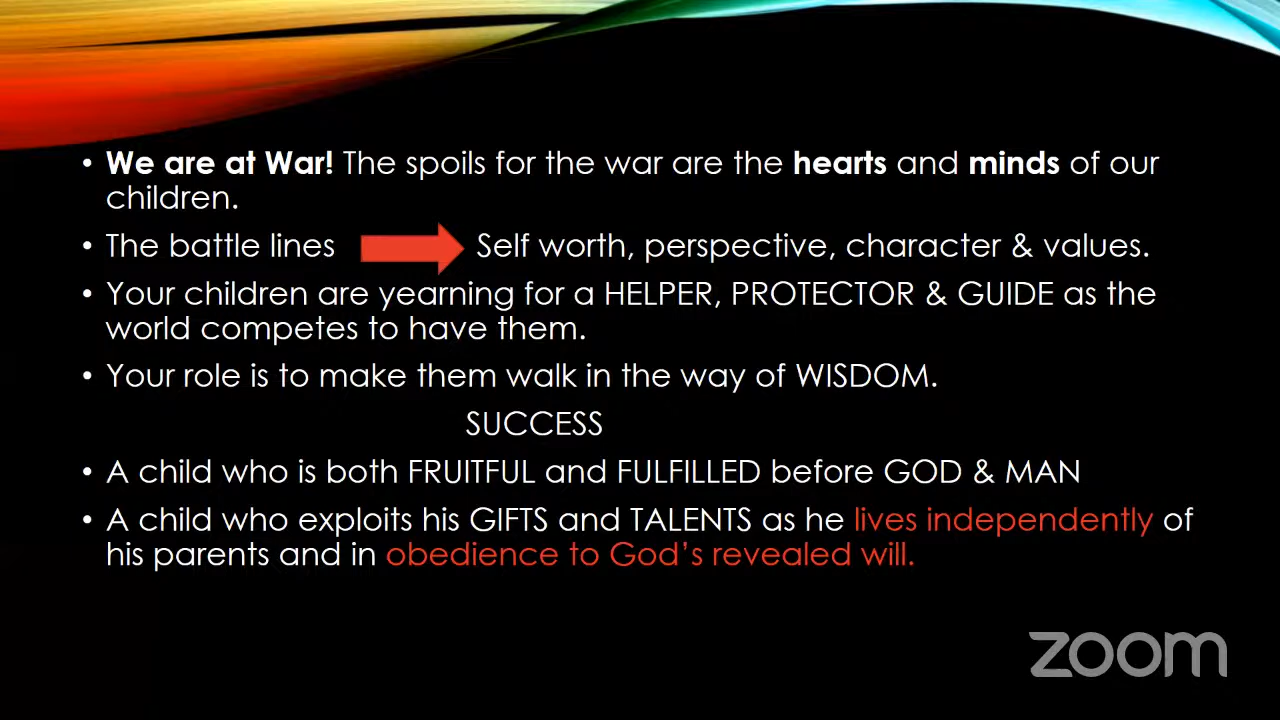 • We are at War! The spoils for the war are the hearts and minds of our
children.
• The battle lines Self worth, perspective, character & values.
• Your children are yearning for a HELPER, PROTECTOR & GUIDE as the
world competes to have them.
• Your role is to make them walk in the way of WISDOM.
SUCCESS
• A child who is both FRUITFUL and FULFILLED before GOD & MAN
• A child who exploits his GIFTS and TALENTS as he lives independently of
his parents and in obedience to God's revealed will.
zoom